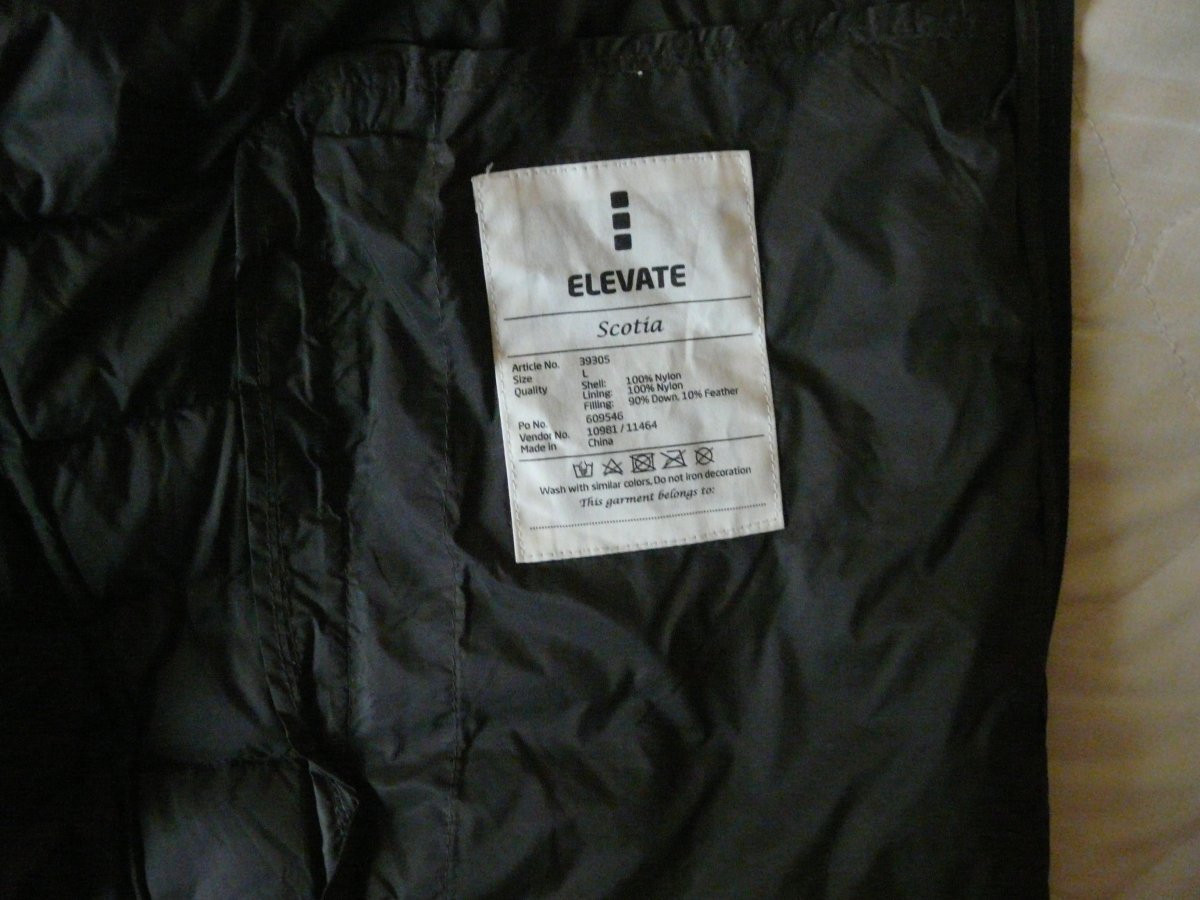 ELEVATE
Scotia
Article No. 39305
Size L
Quality Shell: 100% Nylon
Lining: 100% Nylon
Filling: 90% Down, 10% Feather
Po No. 609546
Vendor No. 10981 / 11464
Made in China
Wash with similar colors, Do not iron decoration
This garment belongs to: